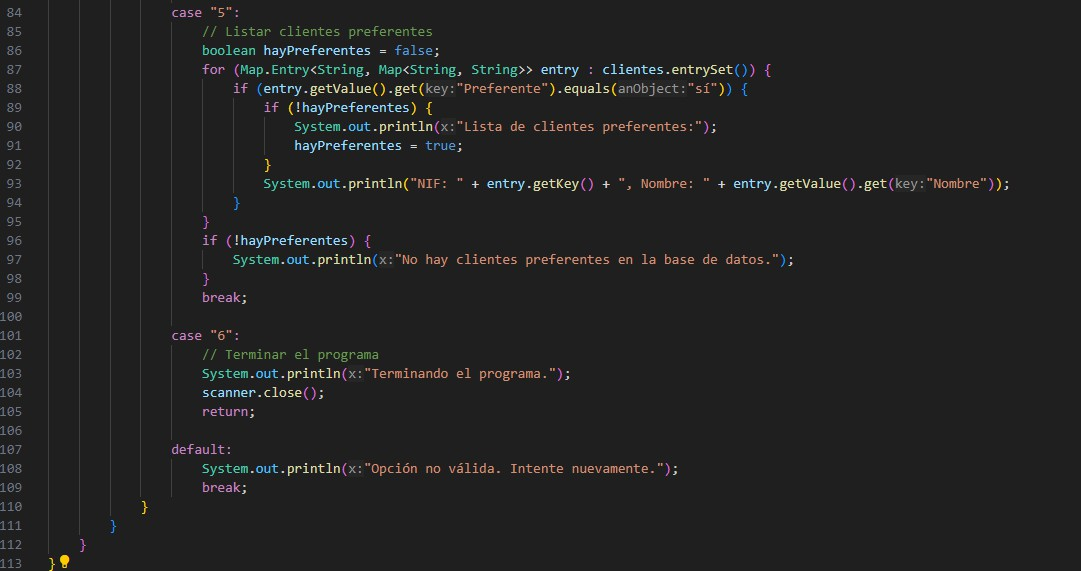 84 case "5":
85 // Listar clientes preferentes
86 boolean hayPreferentes = false;
87 for (Map.Entry<String, Map<String, String>> entry : clientes.entrySet()) {
88 if (entry.getValue().get(key:"Preferente").equals(anObject:"sí")) {
89 if (!hayPreferentes) {
90 System.out.println(x:"Lista de clientes preferentes:");
91 hayPreferentes = true;
92 }
93 System.out.println("NIF: " + entry.getKey() + ", Nombre: " + entry.getValue().get(key:"Nombre"));
94 }
95 }
96 if (!hayPreferentes) {
97 System.out.println(x:"No hay clientes preferentes en la base de datos.");
98 }
99 break;
100
101 case "6":
102 // Terminar el programa
103 System.out.println(x:"Terminando el programa.");
104 scanner.close();
105 return;
106
107 default:
108 System.out.println(x:"Opción no válida. Intente nuevamente.");
109 break;
110 }
111 }
112 }
113 }